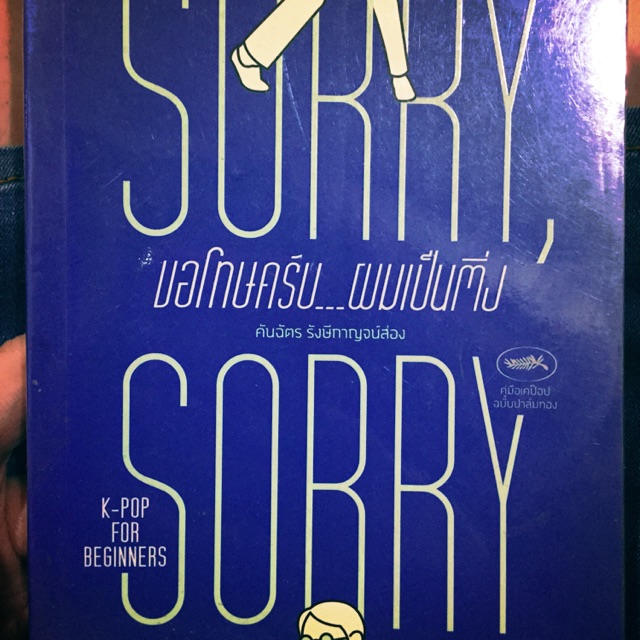 SORRY,
ขอโทษครับ...ผมเป็นติ่ง
คันฉัตร รังษีกาญจน์ส่อง
คู่มือเคป๊อป
ฉบับปาล์มทอง
SORRY
K-POP
FOR
BEGINNERS